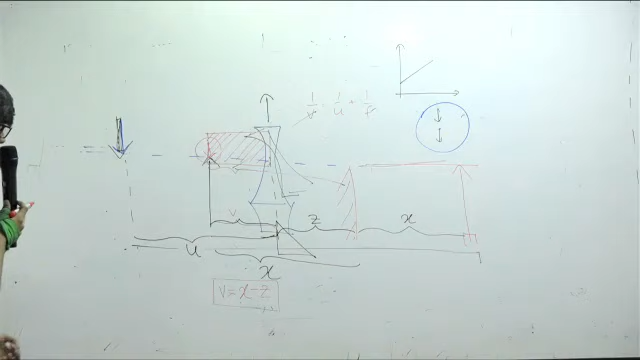 1/v 1/u + 1/f
v
z
x
u
x
v = x - z